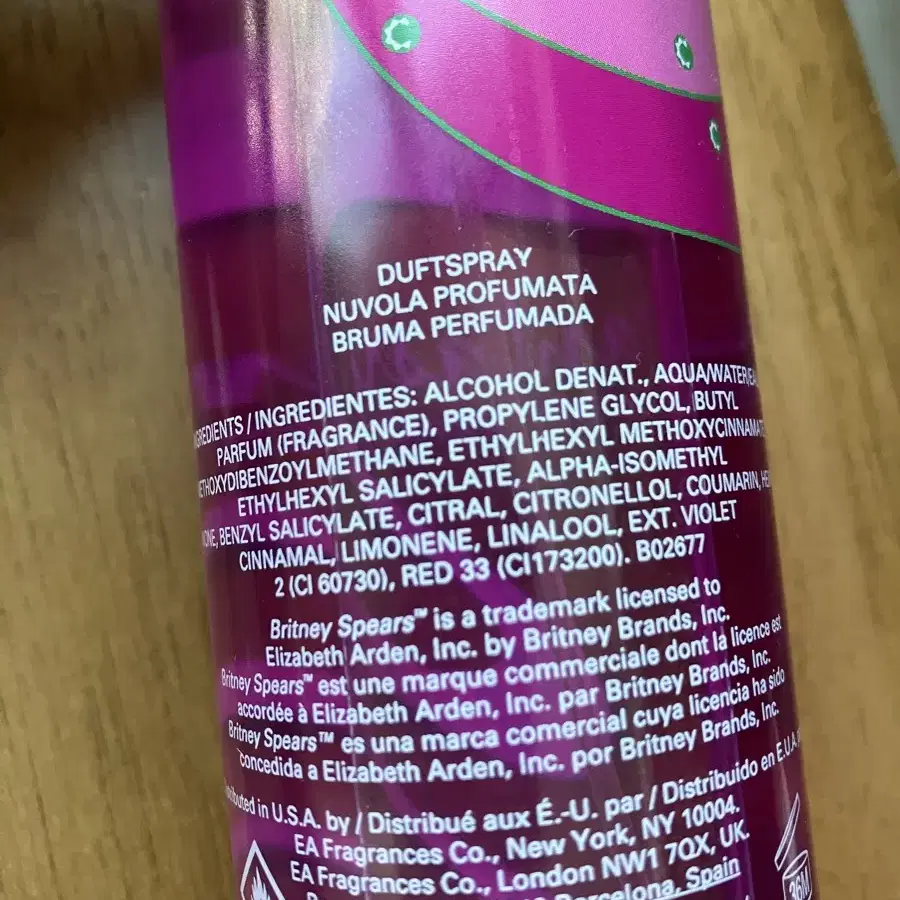 DUFTSPRAY
NUVOLA PROFUMATA
BRUMA PERFUMADA
/ INGREDIENTES: ALCOHOL DENAT., AQUA/WATER/
PARFUM (FRAGRANCE), PROPYLENE GLYCOL, BUTYL
ETHOXYDIBENZOYLMETHANE, ETHYLHEXYL METHOXYCINNAMATE
ETHYLHEXYL SALICYLATE, ALPHA-ISOMETHYL
BENZYL SALICYLATE, CITRAL, CITRONELLOL, COUMARIN,
CINNAMAL, LIMONENE, LINALOOL, EXT. VIOLET
2 (CI 60730), RED 33 (CI173200). B02677
Britney Spears™ is a trademark licensed to
Elizabeth Arden, Inc. by Britney Brands, Inc.
Britney Spears™ est une marque commerciale dont la licence est
accordée à Elizabeth Arden, Inc. par Britney Brands, Inc.
Britney Spears™ es una marca comercial cuya licencia ha sido
concedida a Elizabeth Arden, Inc. por Britney Brands, Inc.
in U.S.A. by / Distribué aux É.-U. par / Distribuido en E.U.A.
EA Fragrances Co., New York, NY 10004.
EA Fragrances Co., London NW1 7QX, UK.
Barcelona, Spain
36M